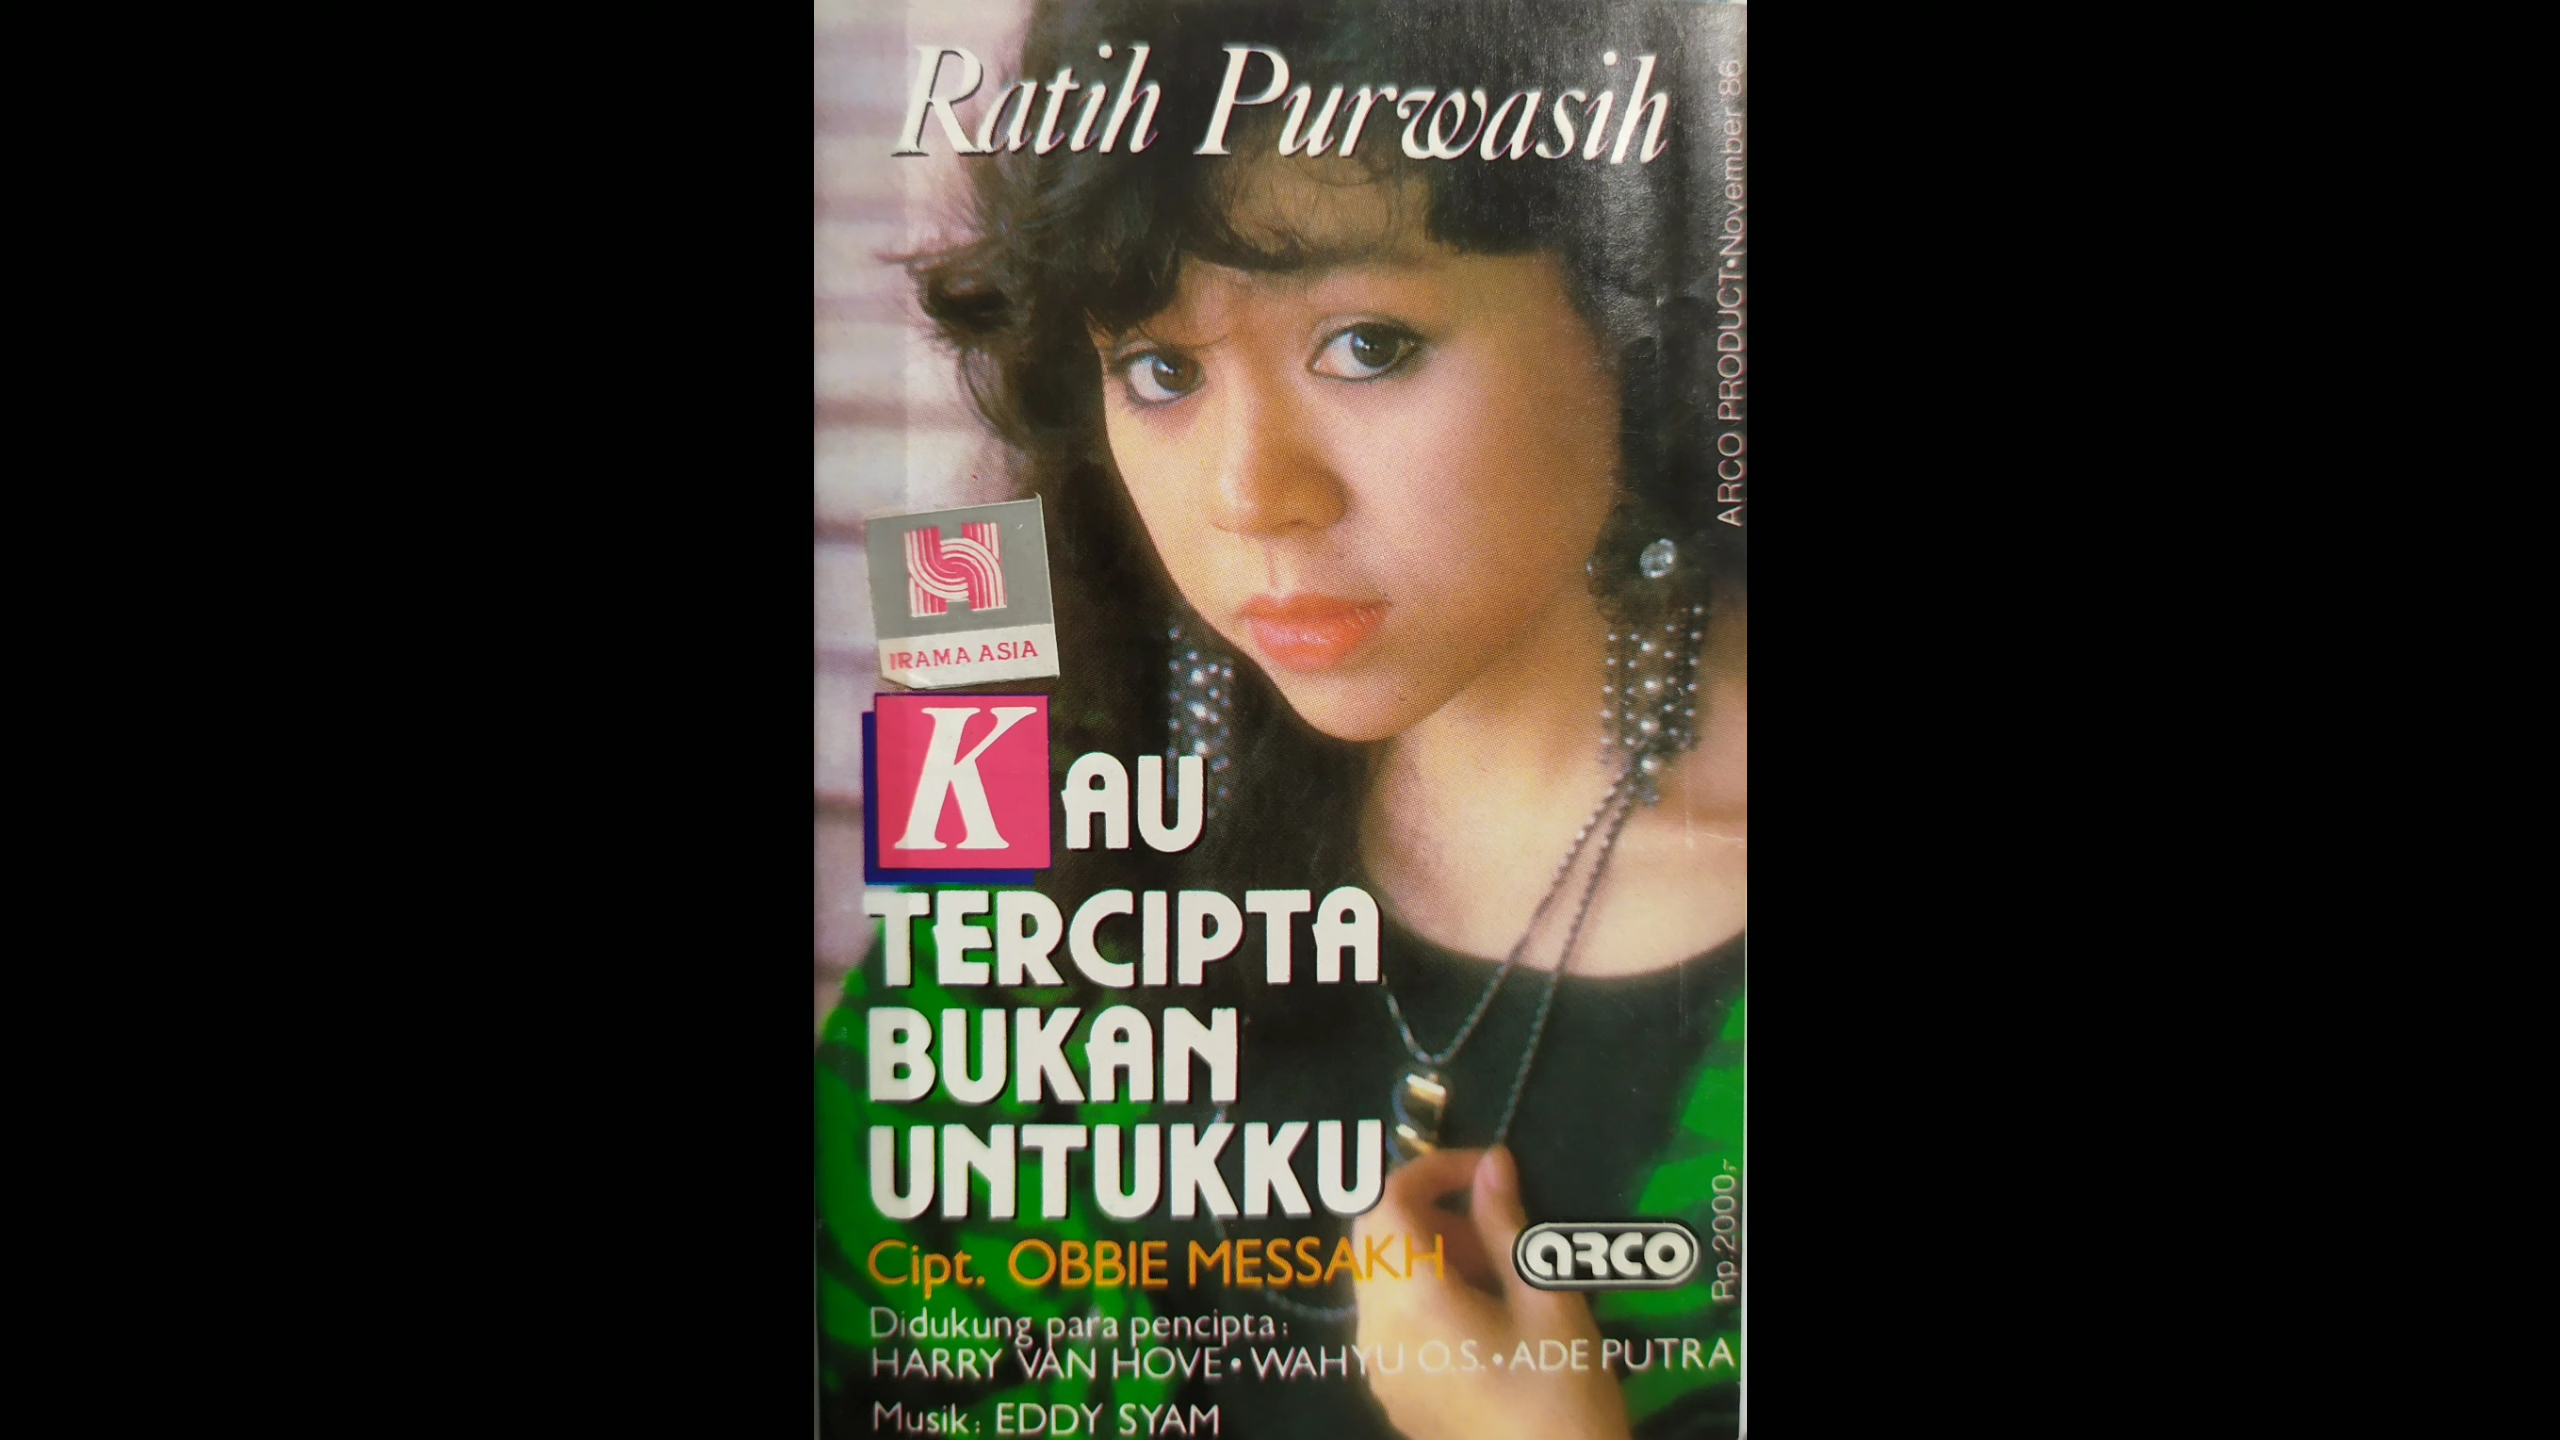 Ratih Purwasih
ARCO PRODUCT•November '86
IRAMA ASIA
KAU
TERCIPTA
BUKAN
UNTUKKU
Cipt. OBBIE MESSAKH
arco
Rp.2000,-
Didukung para pencipta:
HARRY VAN HOVE • WAHYU O.S. • ADE PUTRA
Musik: EDDY SYAM